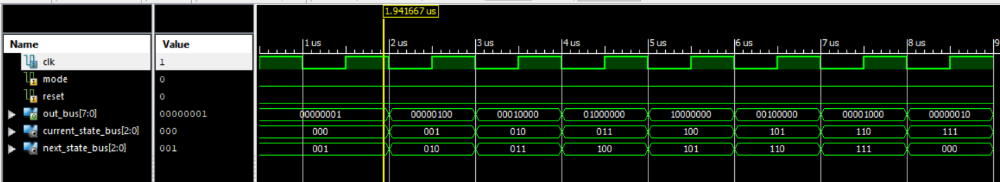 1.941667 us
Name Value 1 us 2 us 3 us 4 us 5 us 6 us 7 us 8 us 9
clk 1
mode 0
reset 0
out_bus[7:0] 00000001 00000001 00000100 00010000 01000000 10000000 00100000 00001000 00000010
current_state_bus[2:0] 000 000 001 010 011 100 101 110 111
next_state_bus[2:0] 001 001 010 011 100 101 110 111 000